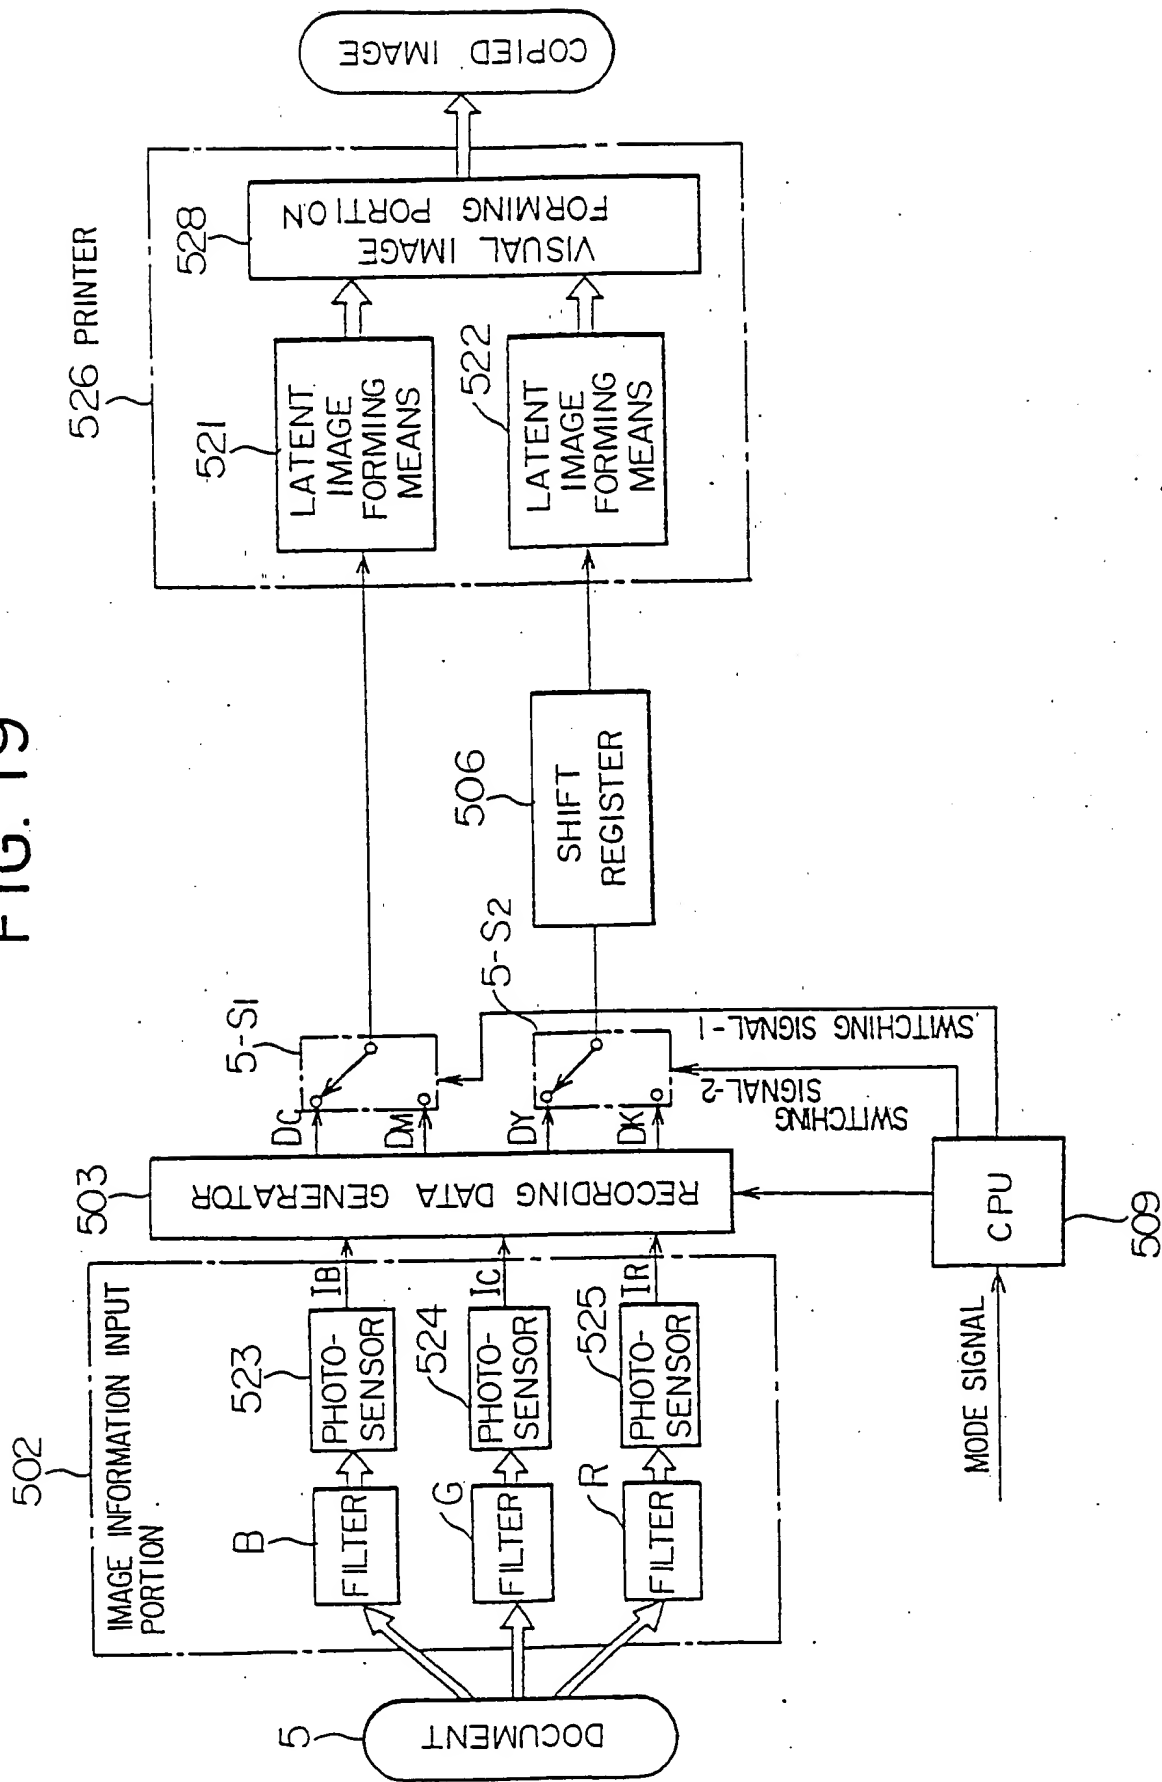 FIG. 19
526 PRINTER
502
IMAGE INFORMATION INPUT
PORTION
503
5-S1
521
528
B
523
IB
DC
LATENT
IMAGE
FORMING
MEANS
FILTER
PHOTO-
SENSOR
DM
VISUAL IMAGE
FORMING PORTION
COPIED IMAGE
5
DOCUMENT
G
524
IC
RECORDING DATA GENERATOR
506
522
FILTER
PHOTO-
SENSOR
5-S2
DY
SHIFT
REGISTER
LATENT
IMAGE
FORMING
MEANS
R
525
IR
DK
FILTER
PHOTO-
SENSOR
SWITCHING SIGNAL-1
SWITCHING
SIGNAL-2
MODE SIGNAL
CPU
509